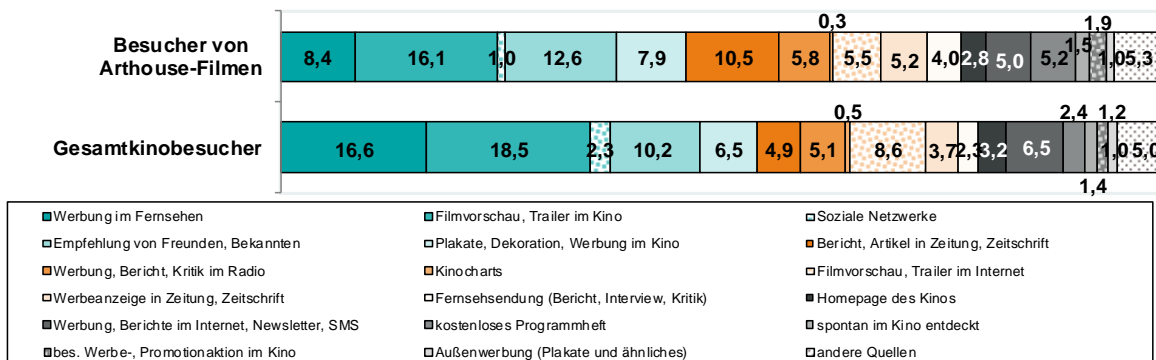 0,3 1,9
Besucher von
Arthouse-Filmen
8,4 16,1 1,0 12,6 7,9 10,5 5,8 5,5 5,2 4,0 2,8 5,0 5,2 1,5 1,0 5,3
0,5 2,4 1,2
Gesamtkinobesucher
16,6 18,5 2,3 10,2 6,5 4,9 5,1 8,6 3,7 2,3 3,2 6,5 1,0 5,0
1,4
Werbung im Fernsehen Filmvorschau, Trailer im Kino Soziale Netzwerke
Empfehlung von Freunden, Bekannten Plakate, Dekoration, Werbung im Kino Bericht, Artikel in Zeitung, Zeitschrift
Werbung, Bericht, Kritik im Radio Kinocharts Filmvorschau, Trailer im Internet
Werbeanzeige in Zeitung, Zeitschrift Fernsehsendung (Bericht, Interview, Kritik) Homepage des Kinos
Werbung, Berichte im Internet, Newsletter, SMS kostenloses Programmheft spontan im Kino entdeckt
bes. Werbe-, Promotionaktion im Kino Außenwerbung (Plakate und ähnliches) andere Quellen